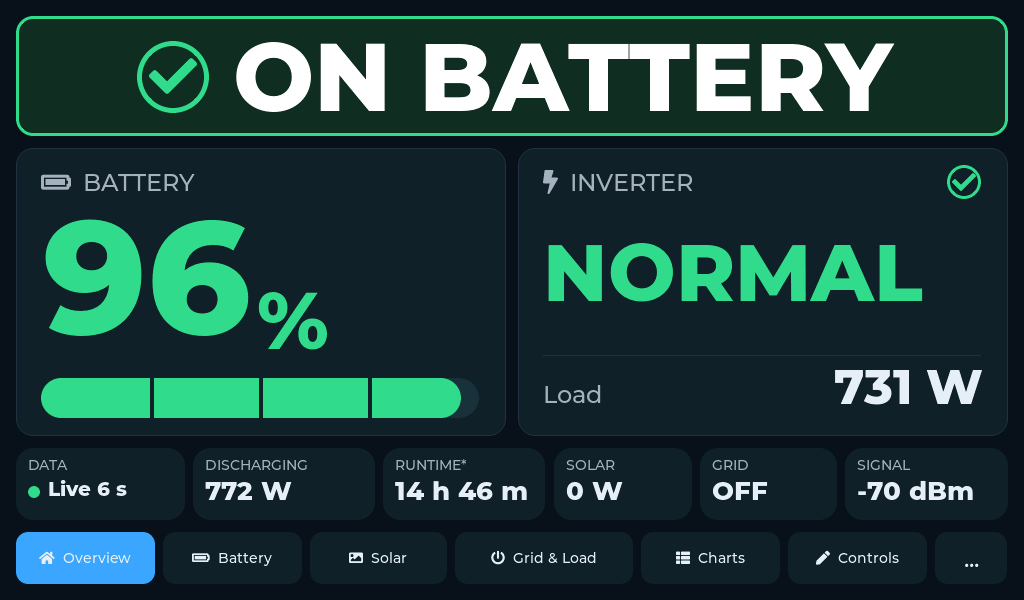 ON BATTERY
BATTERY
96%
INVERTER
NORMAL
Load 731 W
DATA
Live 6 s
DISCHARGING
772 W
RUNTIME*
14 h 46 m
SOLAR
0 W
GRID
OFF
SIGNAL
-70 dBm
Overview Battery Solar Grid & Load Charts Controls ...